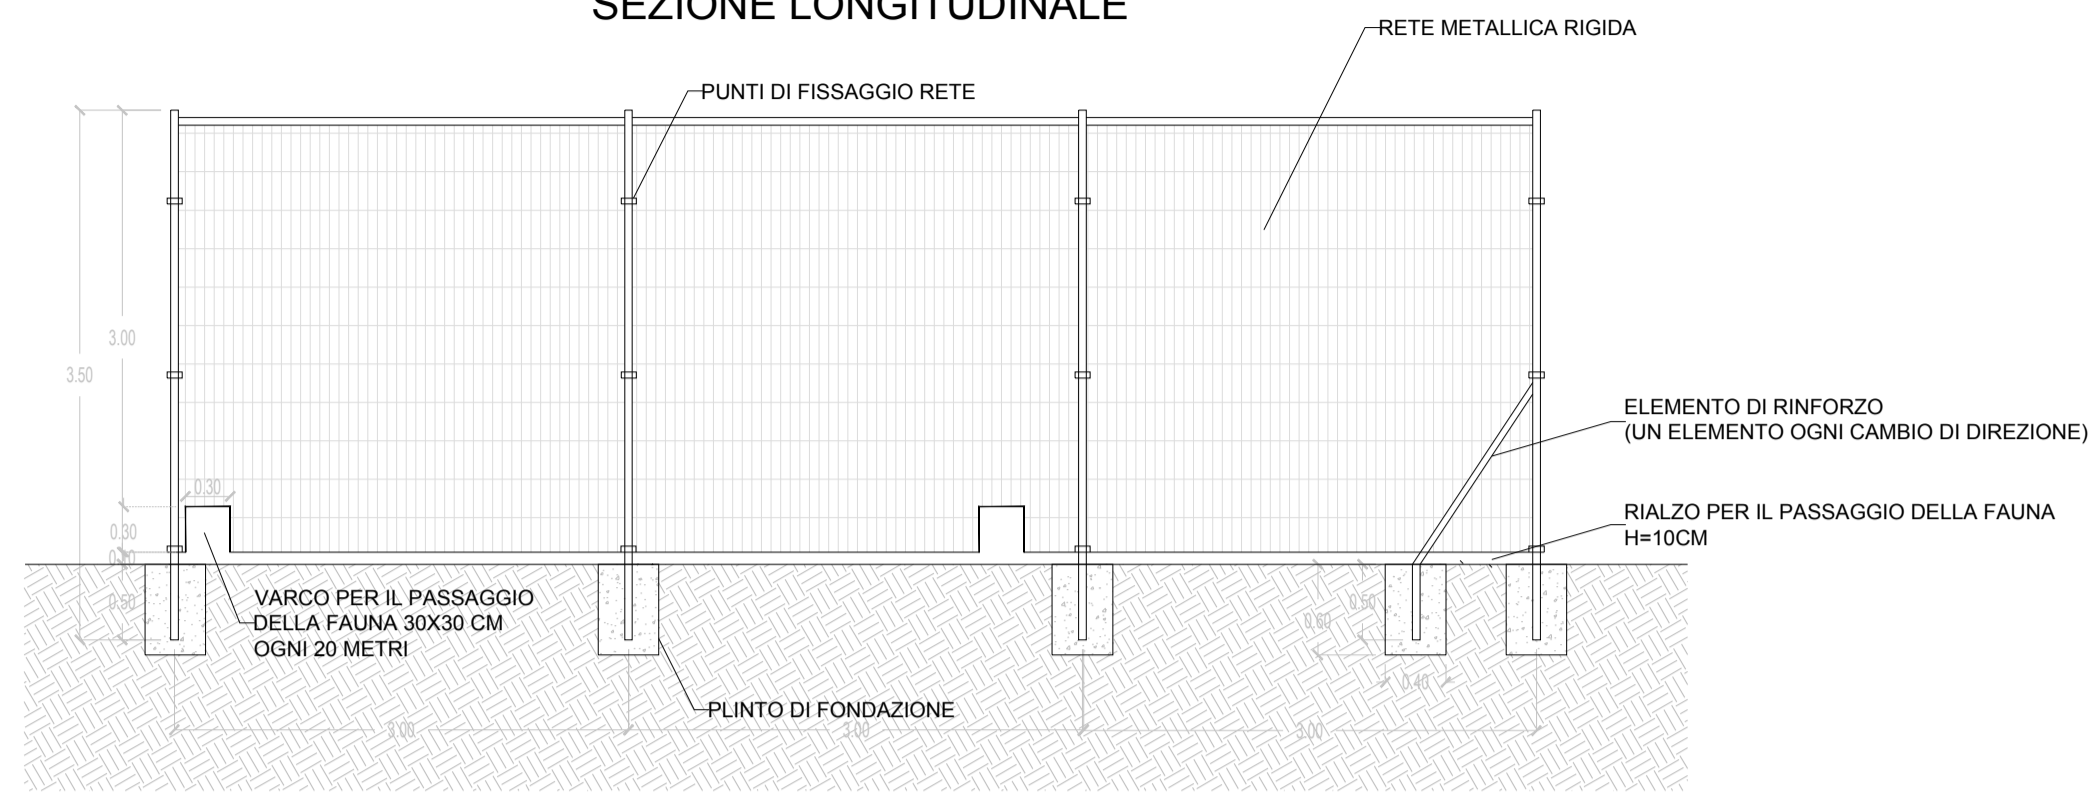 SEZIONE LONGITUDINALE
RETE METALLICA RIGIDA
PUNTI DI FISSAGGIO RETE
3.00
3.50
ELEMENTO DI RINFORZO
(UN ELEMENTO OGNI CAMBIO DI DIREZIONE)
0.30
RIALZO PER IL PASSAGGIO DELLA FAUNA
H=10CM
0.30
0.10
0.50
VARCO PER IL PASSAGGIO
DELLA FAUNA 30X30 CM
OGNI 20 METRI
0.50
0.60
0.40
PLINTO DI FONDAZIONE
3.00
3.00
3.00